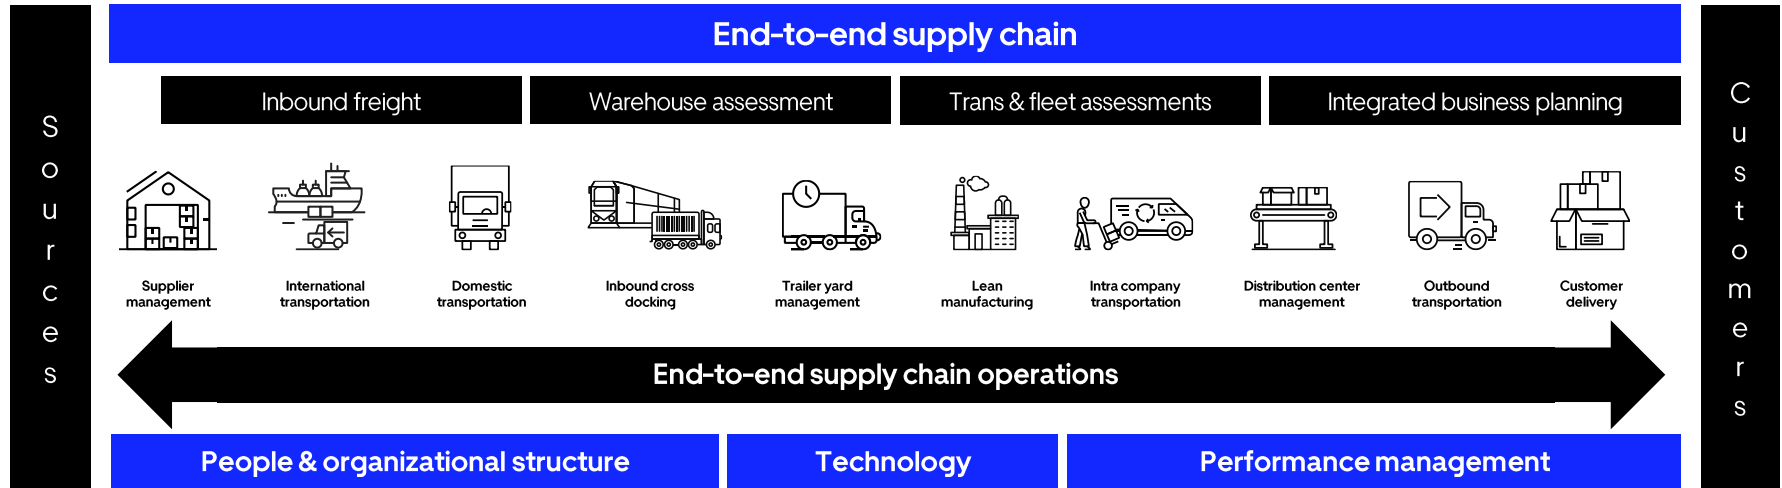 End-to-end supply chain
Sources
Inbound freight
Warehouse assessment
Trans & fleet assessments
Integrated business planning
Customers
Supplier
management
International
transportation
Domestic
transportation
Inbound cross
docking
Trailer yard
management
Lean
manufacturing
Intra company
transportation
Distribution center
management
Outbound
transportation
Customer
delivery
End-to-end supply chain operations
People & organizational structure
Technology
Performance management